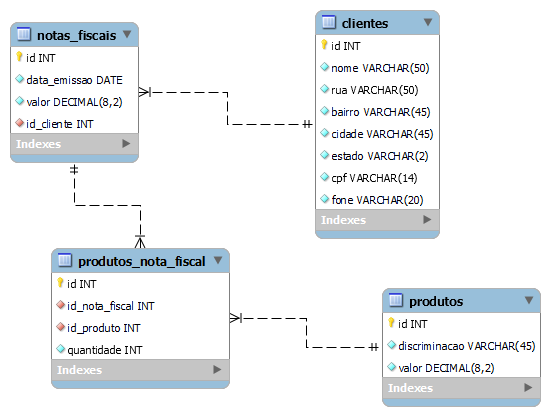 notas_fiscais
id INT
data_emissao DATE
valor DECIMAL(8,2)
id_cliente INT
Indexes
clientes
id INT
nome VARCHAR(50)
rua VARCHAR(50)
bairro VARCHAR(45)
cidade VARCHAR(45)
estado VARCHAR(2)
cpf VARCHAR(14)
fone VARCHAR(20)
Indexes
produtos_nota_fiscal
id INT
id_nota_fiscal INT
id_produto INT
quantidade INT
Indexes
produtos
id INT
discriminacao VARCHAR(45)
valor DECIMAL(8,2)
Indexes